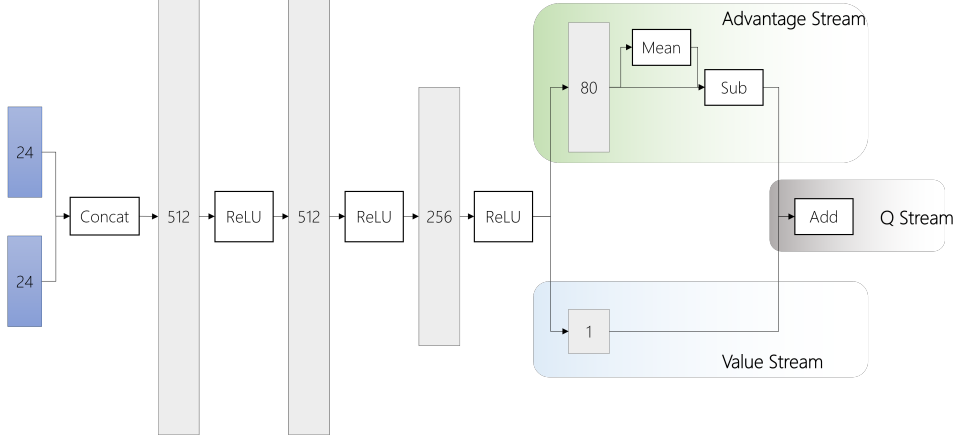 24
24
Concat
512
ReLU
512
ReLU
256
ReLU
Advantage Stream
80
Mean
Sub
Add
Q Stream
1
Value Stream